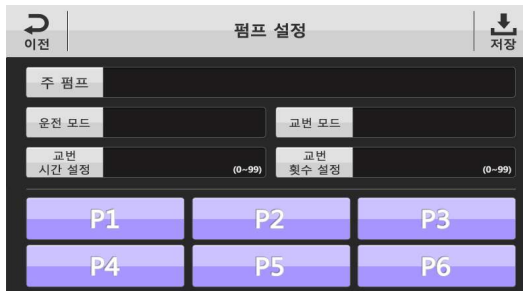 펌프 설정
이전
저장
주 펌프
운전 모드
교번 모드
교번
시간 설정
(0~99)
교번
횟수 설정
(0~99)
P1
P2
P3
P4
P5
P6